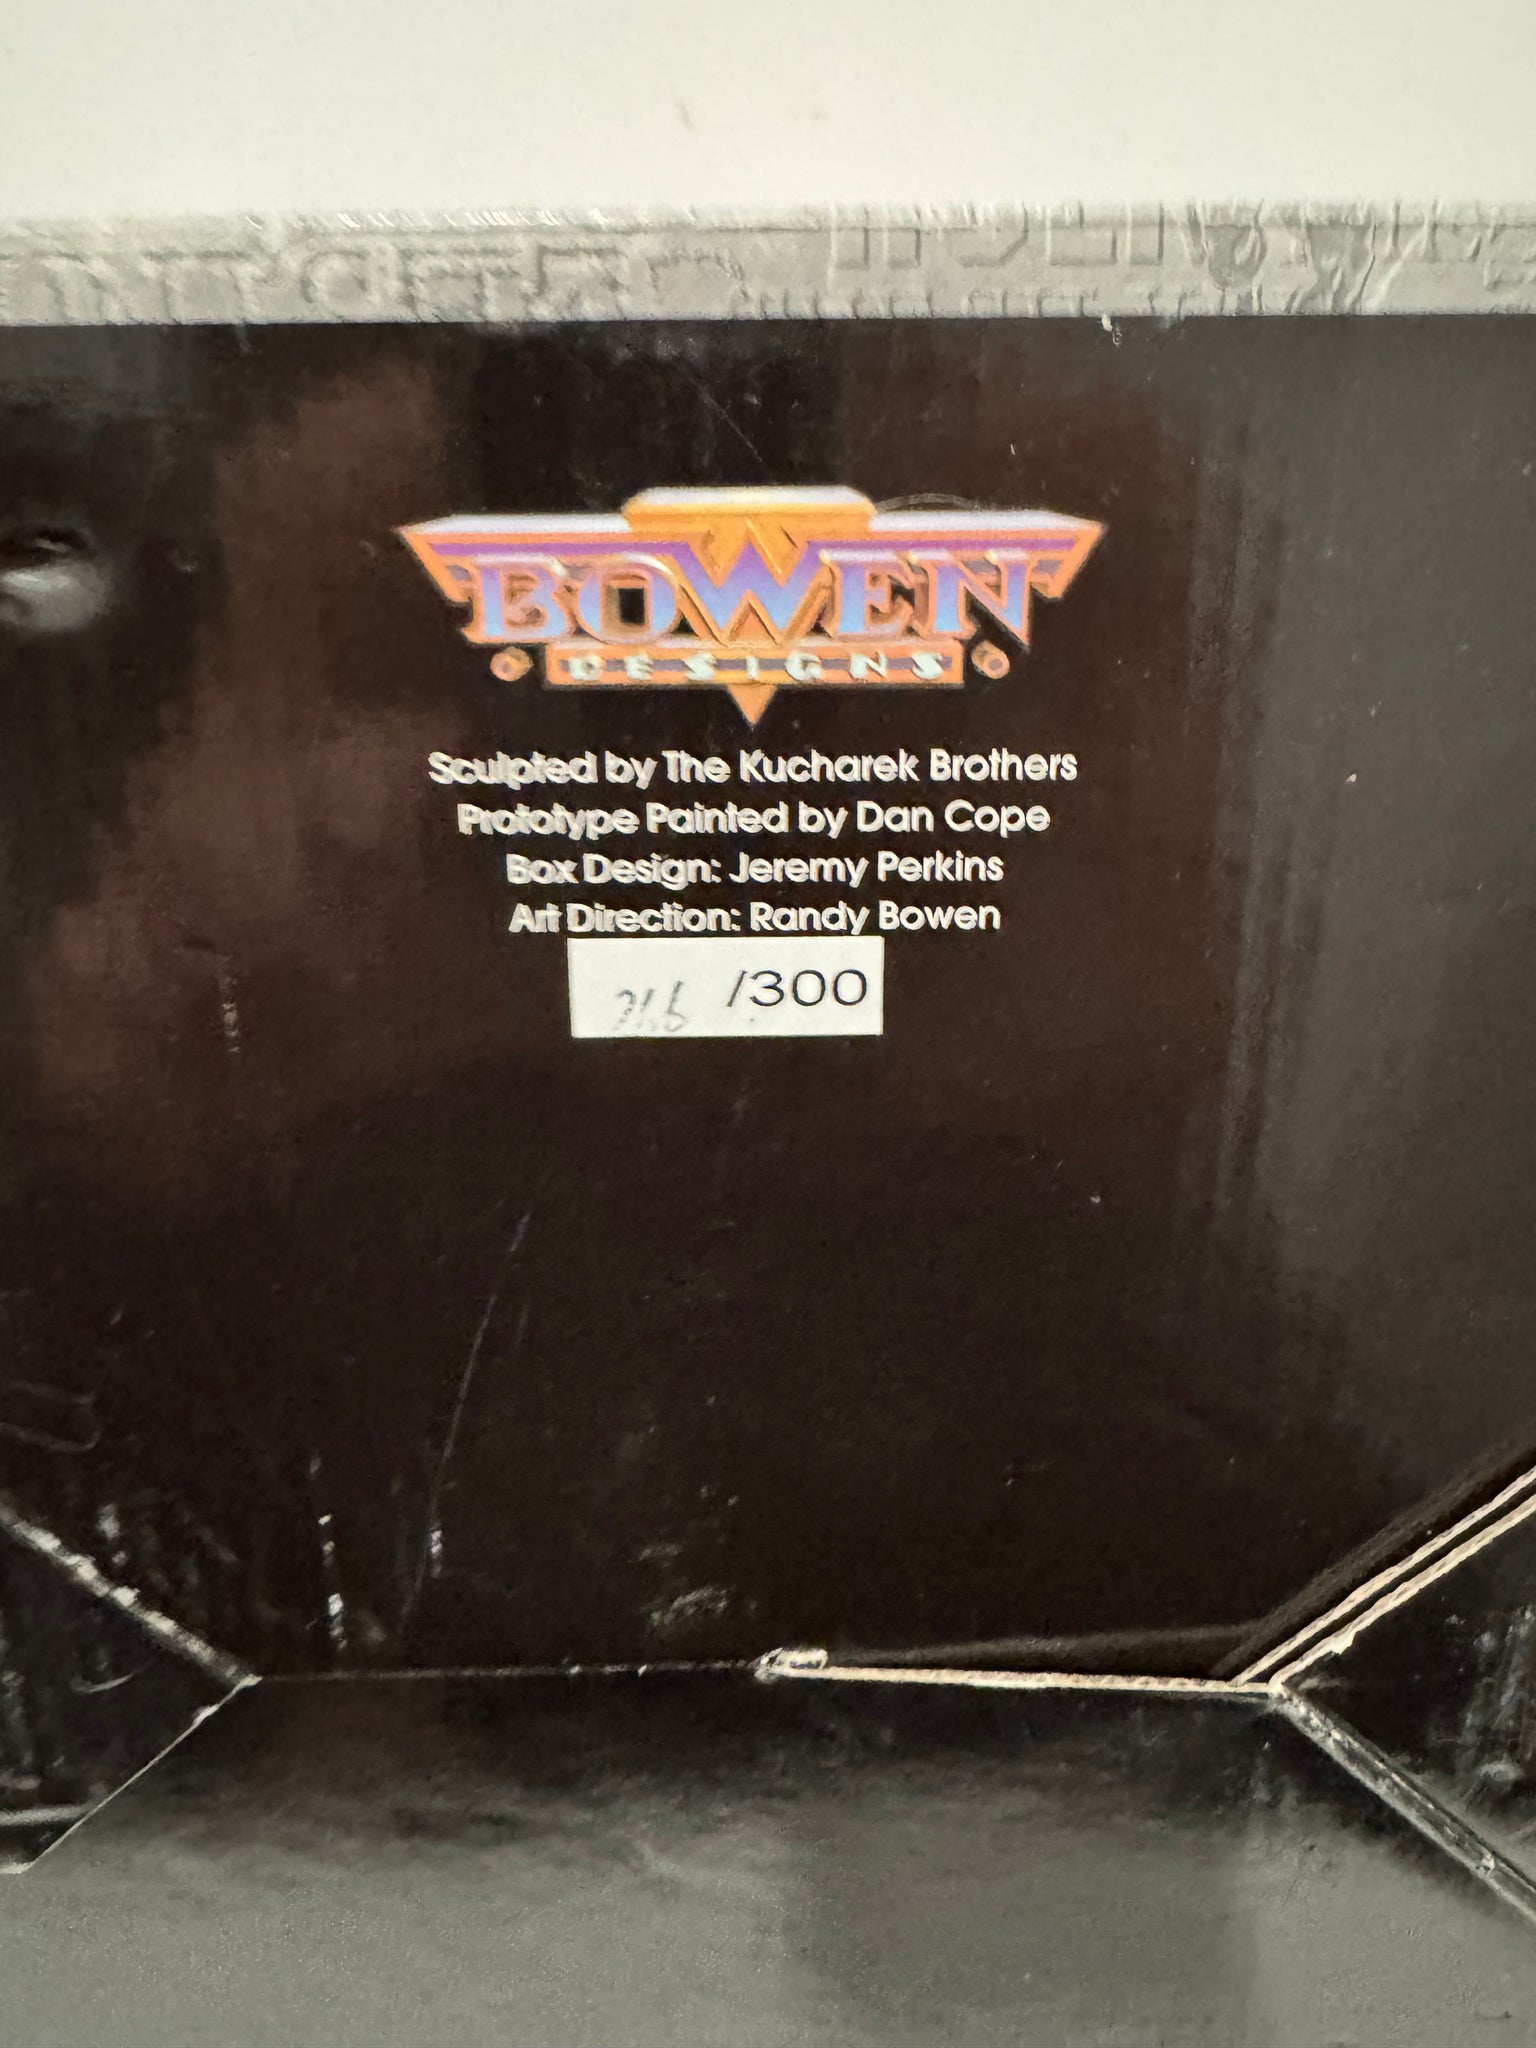 BOWEN
DESIGNS
Sculpted by The Kucharek Brothers
Prototype Painted by Dan Cope
Box Design: Jeremy Perkins
Art Direction: Randy Bowen
/300